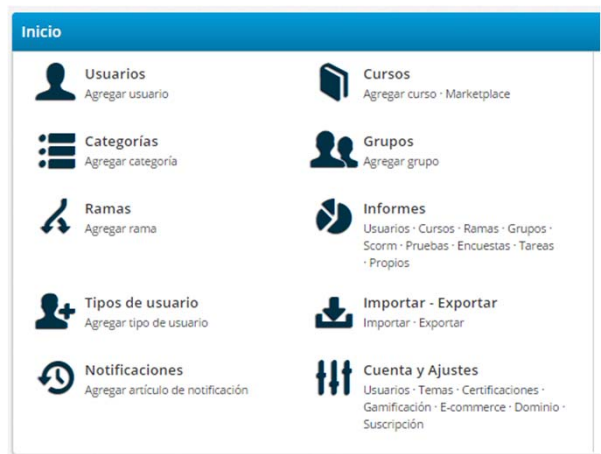 Inicio
Usuarios
Agregar usuario
Cursos
Agregar curso · Marketplace
Categorías
Agregar categoría
Grupos
Agregar grupo
Ramas
Agregar rama
Informes
Usuarios · Cursos · Ramas · Grupos ·
Scorm · Pruebas · Encuestas · Tareas
· Propios
Tipos de usuario
Agregar tipo de usuario
Importar - Exportar
Importar · Exportar
Notificaciones
Agregar artículo de notificación
Cuenta y Ajustes
Usuarios · Temas · Certificaciones ·
Gamificación · E-commerce · Dominio ·
Suscripción